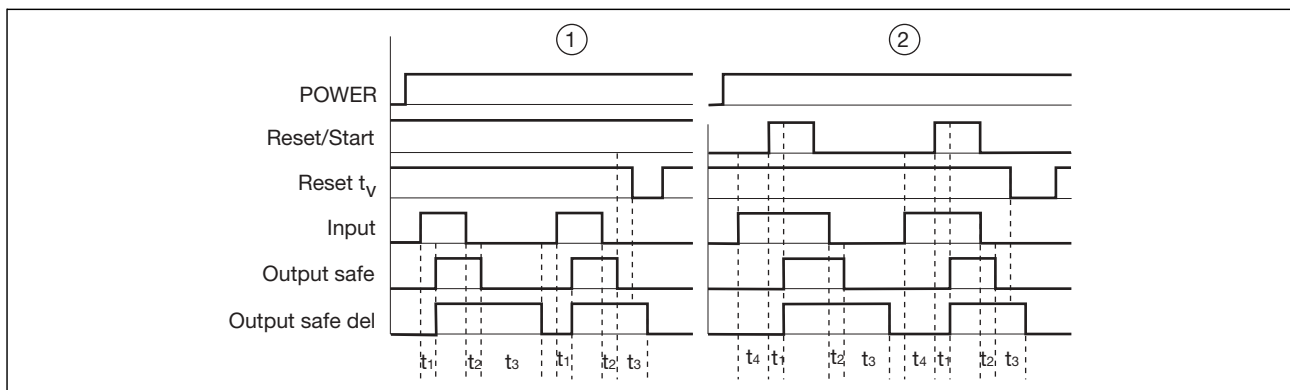 ① ②
POWER
Reset/Start
Reset tV
Input
Output safe
Output safe del
t1 t2 t3 t1 t2 t3 t4 t1 t2 t3 t4 t1 t2 t3